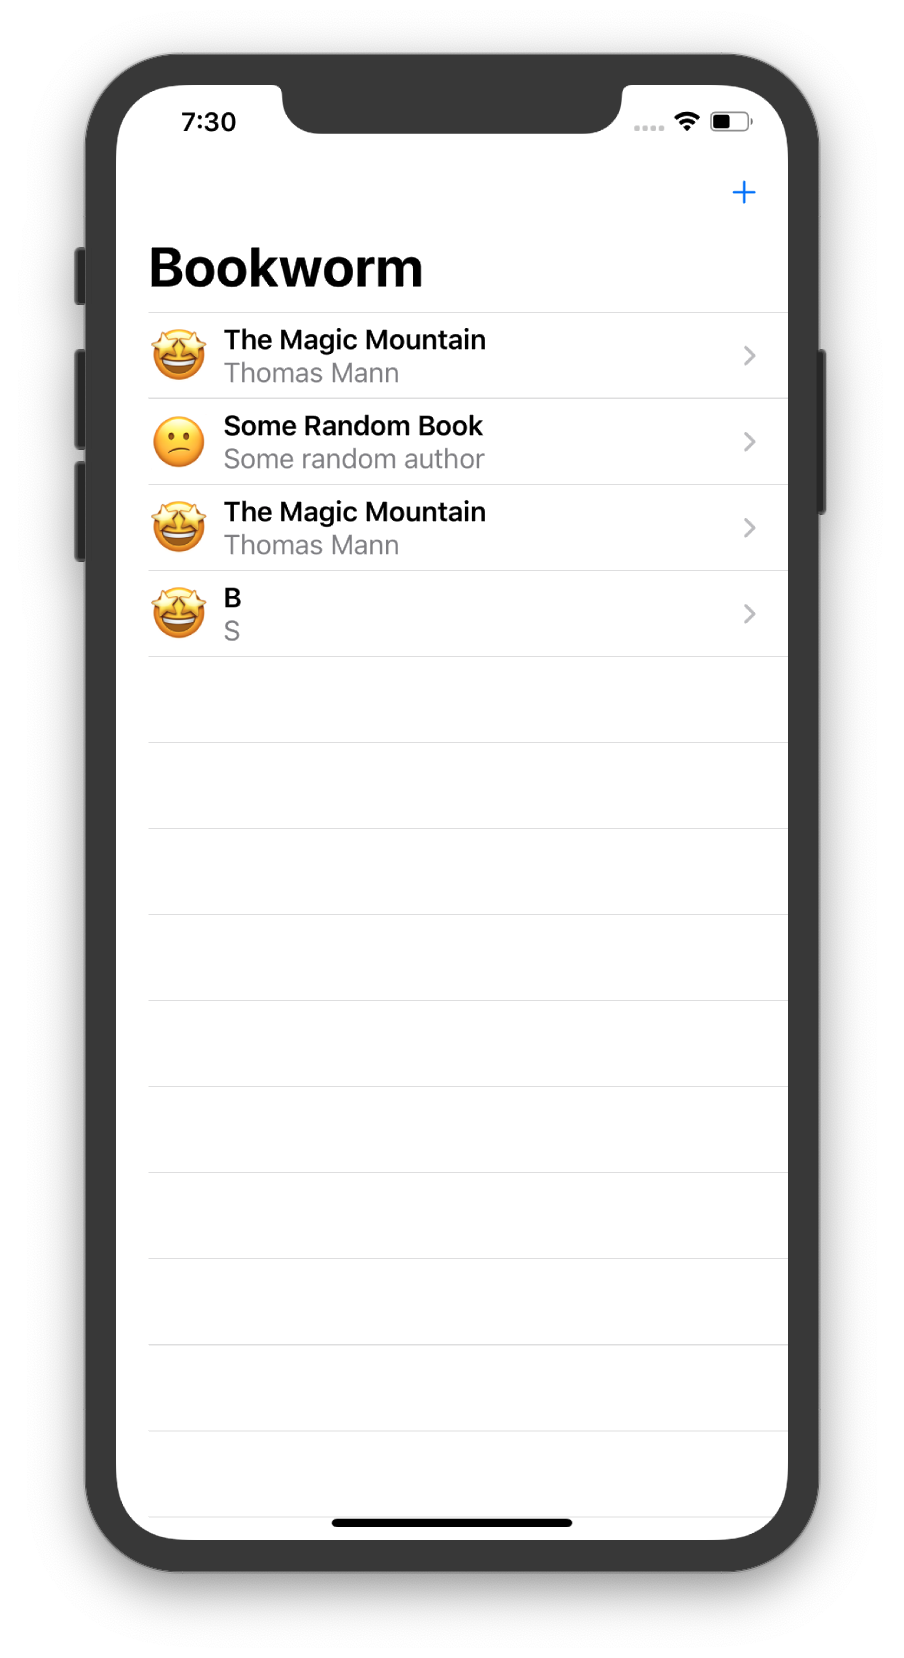 7:30
Bookworm
The Magic Mountain
Thomas Mann
Some Random Book
Some random author
The Magic Mountain
Thomas Mann
B
S